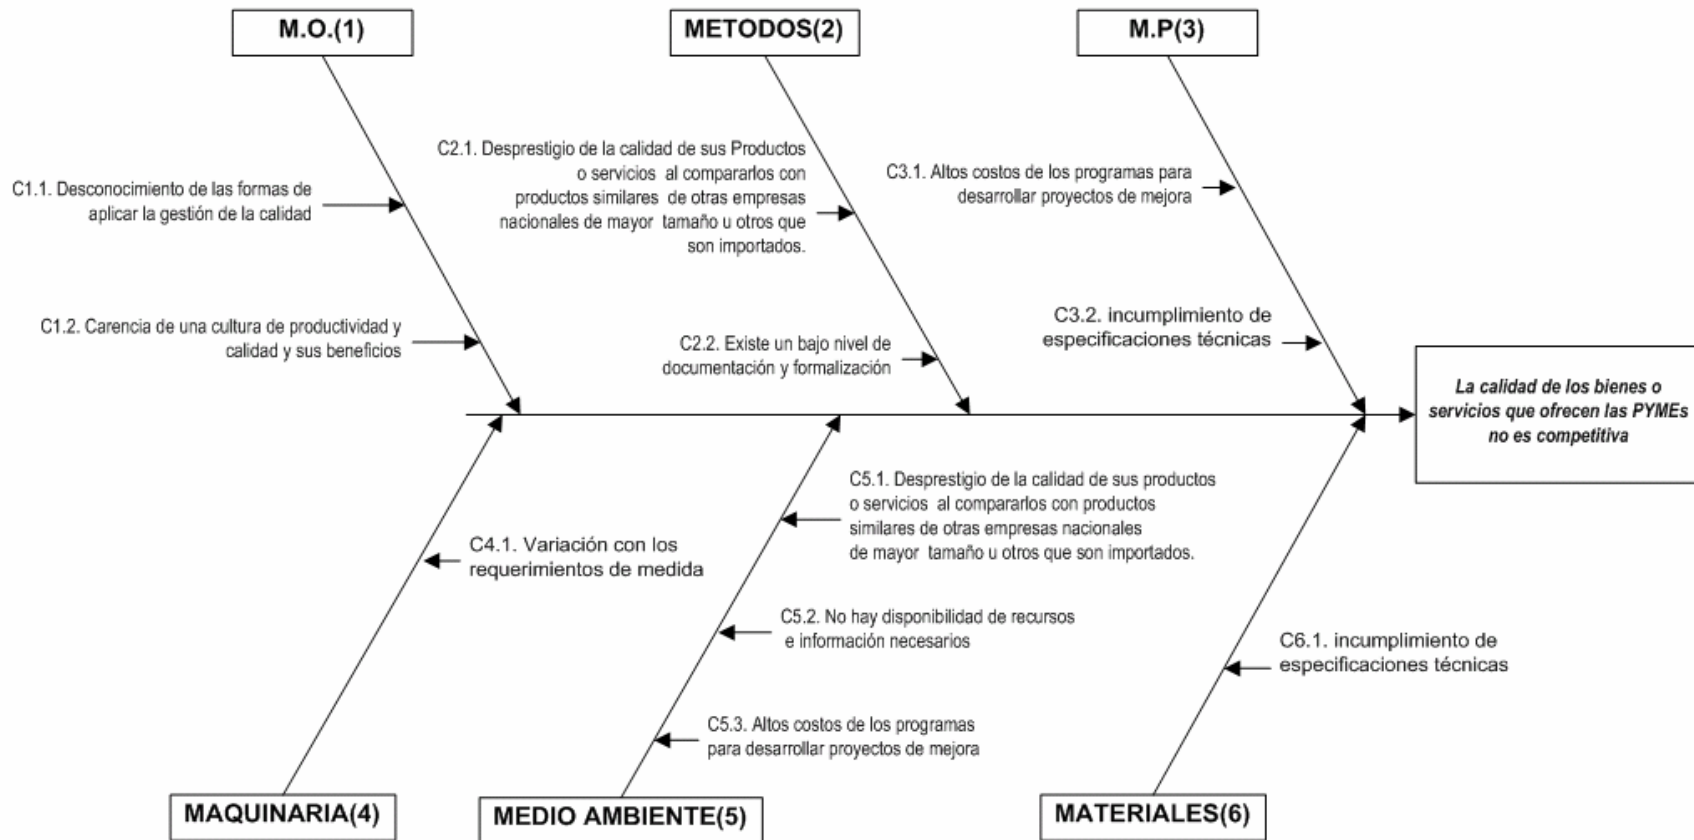 M.O.(1)
METODOS(2)
M.P(3)
C1.1. Desconocimiento de las formas de
aplicar la gestión de la calidad
C1.2. Carencia de una cultura de productividad y
calidad y sus beneficios
C2.1. Desprestigio de la calidad de sus Productos
o servicios al compararlos con
productos similares de otras empresas
nacionales de mayor tamaño u otros que
son importados.
C2.2. Existe un bajo nivel de
documentación y formalización
C3.1. Altos costos de los programas para
desarrollar proyectos de mejora
C3.2. incumplimiento de
especificaciones técnicas
La calidad de los bienes o
servicios que ofrecen las PYMEs
no es competitiva
C4.1. Variación con los
requerimientos de medida
C5.1. Desprestigio de la calidad de sus productos
o servicios al compararlos con productos
similares de otras empresas nacionales
de mayor tamaño u otros que son importados.
C5.2. No hay disponibilidad de recursos
e información necesarios
C5.3. Altos costos de los programas
para desarrollar proyectos de mejora
C6.1. incumplimiento de
especificaciones técnicas
MAQUINARIA(4)
MEDIO AMBIENTE(5)
MATERIALES(6)